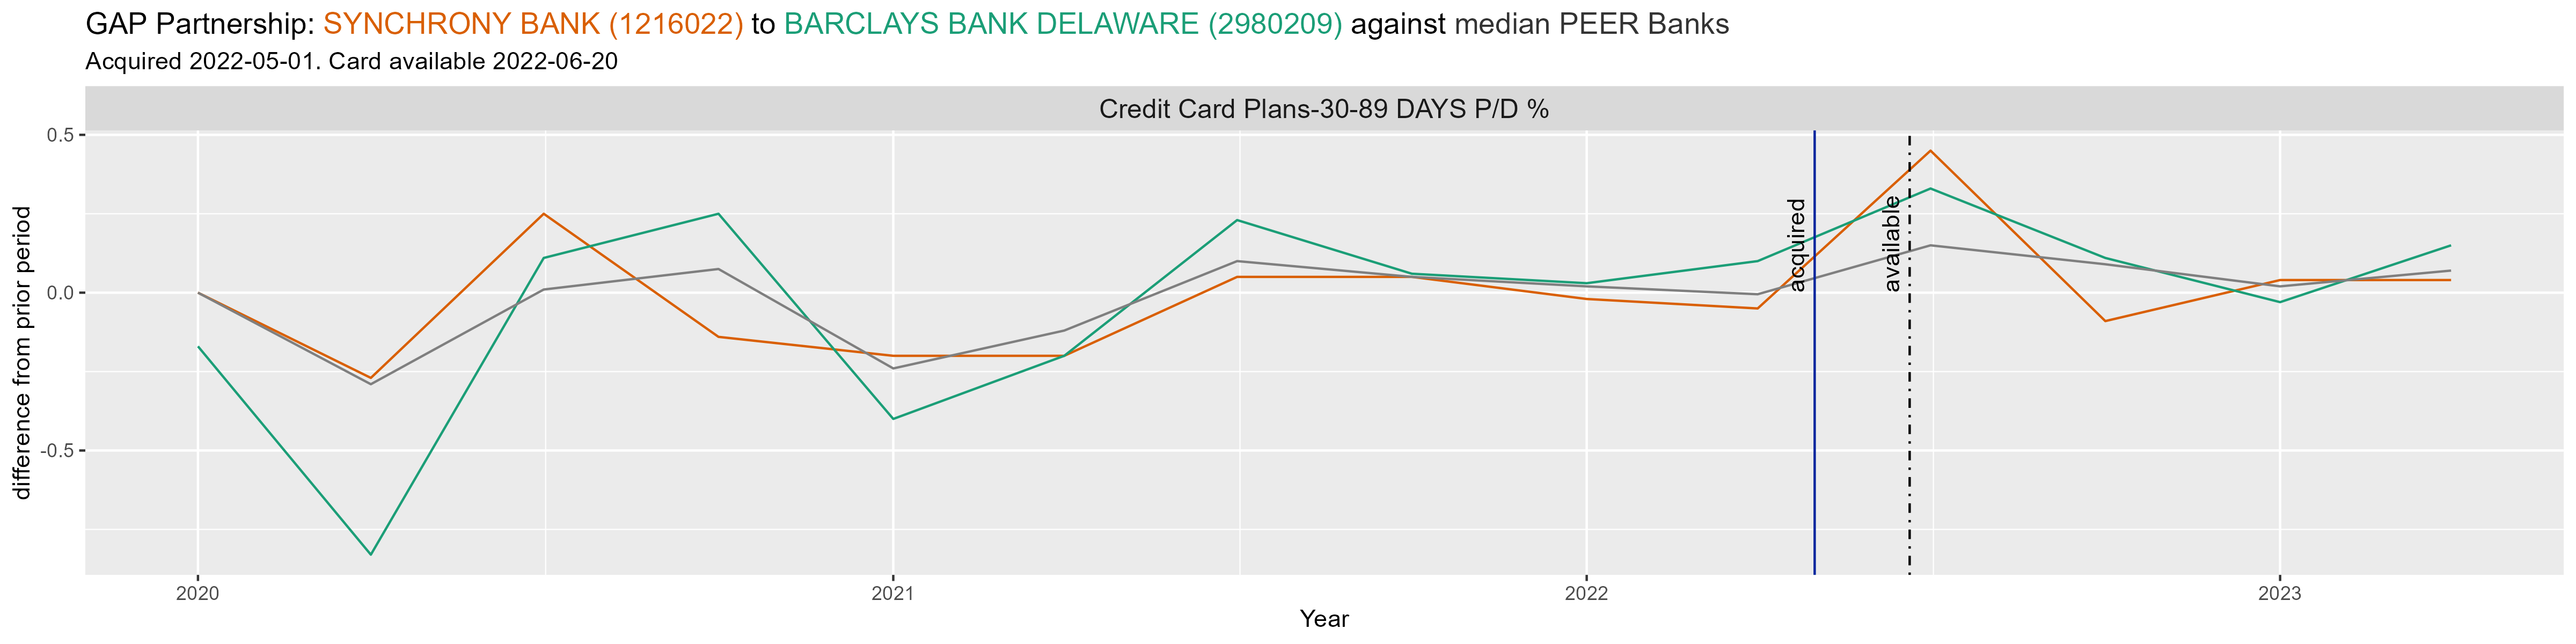 GAP Partnership: SYNCHRONY BANK (1216022) to BARCLAYS BANK DELAWARE (2980209) against median PEER Banks
Acquired 2022-05-01. Card available 2022-06-20
Credit Card Plans-30-89 DAYS P/D %
difference from prior period
0.5
0.0
-0.5
acquired
available
2020
2021
2022
2023
Year